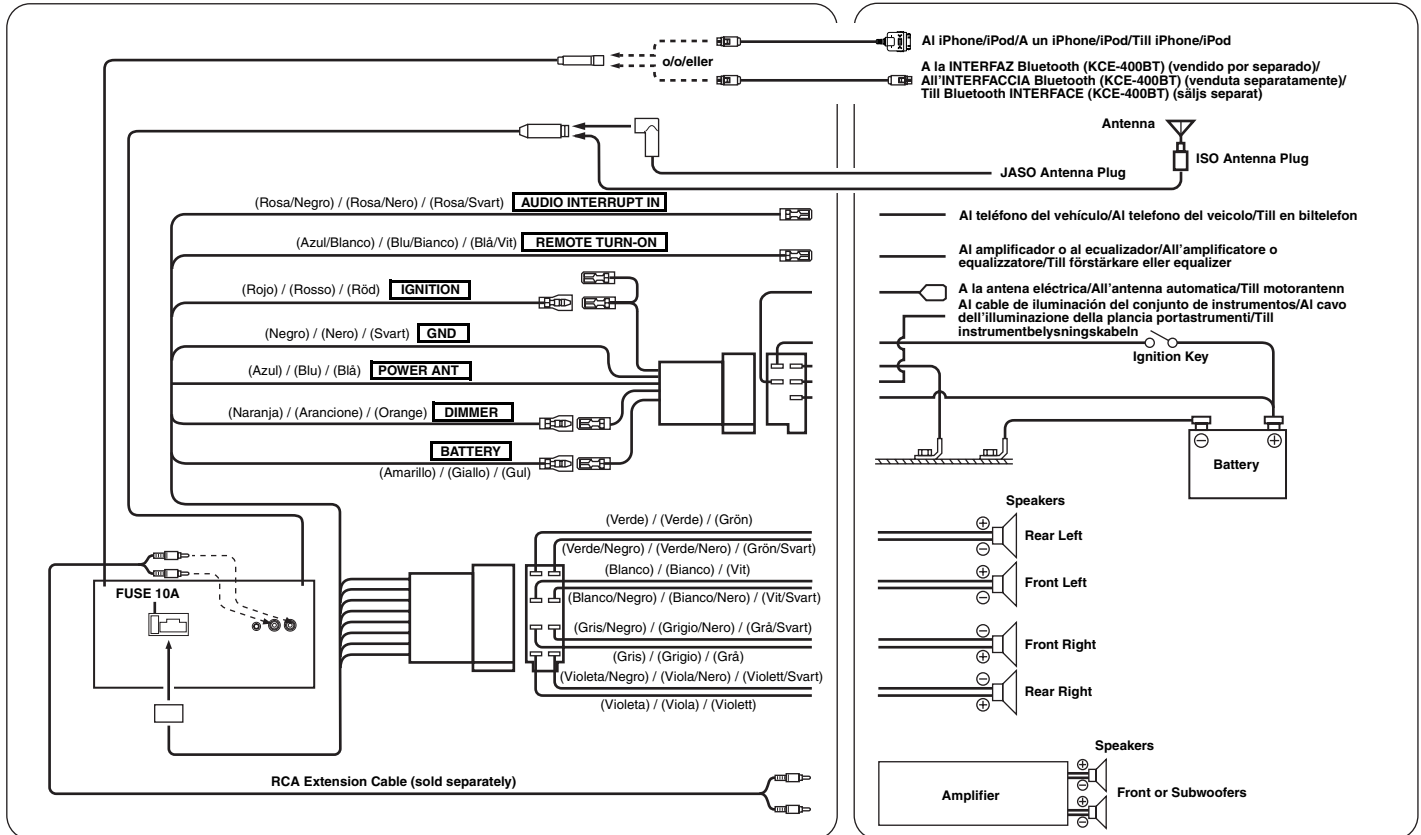 o/o/eller
Al iPhone/iPod/A un iPhone/iPod/Till iPhone/iPod
A la INTERFAZ Bluetooth (KCE-400BT) (vendido por separado)/
All'INTERFACCIA Bluetooth (KCE-400BT) (venduta separatamente)/
Till Bluetooth INTERFACE (KCE-400BT) (säljs separat)
Antenna
ISO Antenna Plug
JASO Antenna Plug
(Rosa/Negro) / (Rosa/Nero) / (Rosa/Svart) AUDIO INTERRUPT IN
Al teléfono del vehículo/Al telefono del veicolo/Till en biltelefon
(Azul/Blanco) / (Blu/Bianco) / (Blå/Vit) REMOTE TURN-ON
Al amplificador o al ecualizador/All'amplificatore o
equalizzatore/Till förstärkare eller equalizer
(Rojo) / (Rosso) / (Röd) IGNITION
A la antena eléctrica/All'antenna automatica/Till motorantenn
Al cable de iluminación del conjunto de instrumentos/Al cavo
dell'illuminazione della plancia portastrumenti/Till
instrumentbelysningskabeln
(Negro) / (Nero) / (Svart) GND
Ignition Key
(Azul) / (Blu) / (Blå) POWER ANT
(Naranja) / (Arancione) / (Orange) DIMMER
BATTERY
(Amarillo) / (Giallo) / (Gul)
Battery
Speakers
(Verde) / (Verde) / (Grön)
Rear Left
(Verde/Negro) / (Verde/Nero) / (Grön/Svart)
(Blanco) / (Bianco) / (Vit)
Front Left
(Blanco/Negro) / (Bianco/Nero) / (Vit/Svart)
FUSE 10A
(Gris/Negro) / (Grigio/Nero) / (Grå/Svart)
Front Right
(Gris) / (Grigio) / (Grå)
(Violeta/Negro) / (Viola/Nero) / (Violett/Svart)
Rear Right
(Violeta) / (Viola) / (Violett)
RCA Extension Cable (sold separately)
Speakers
Amplifier
Front or Subwoofers